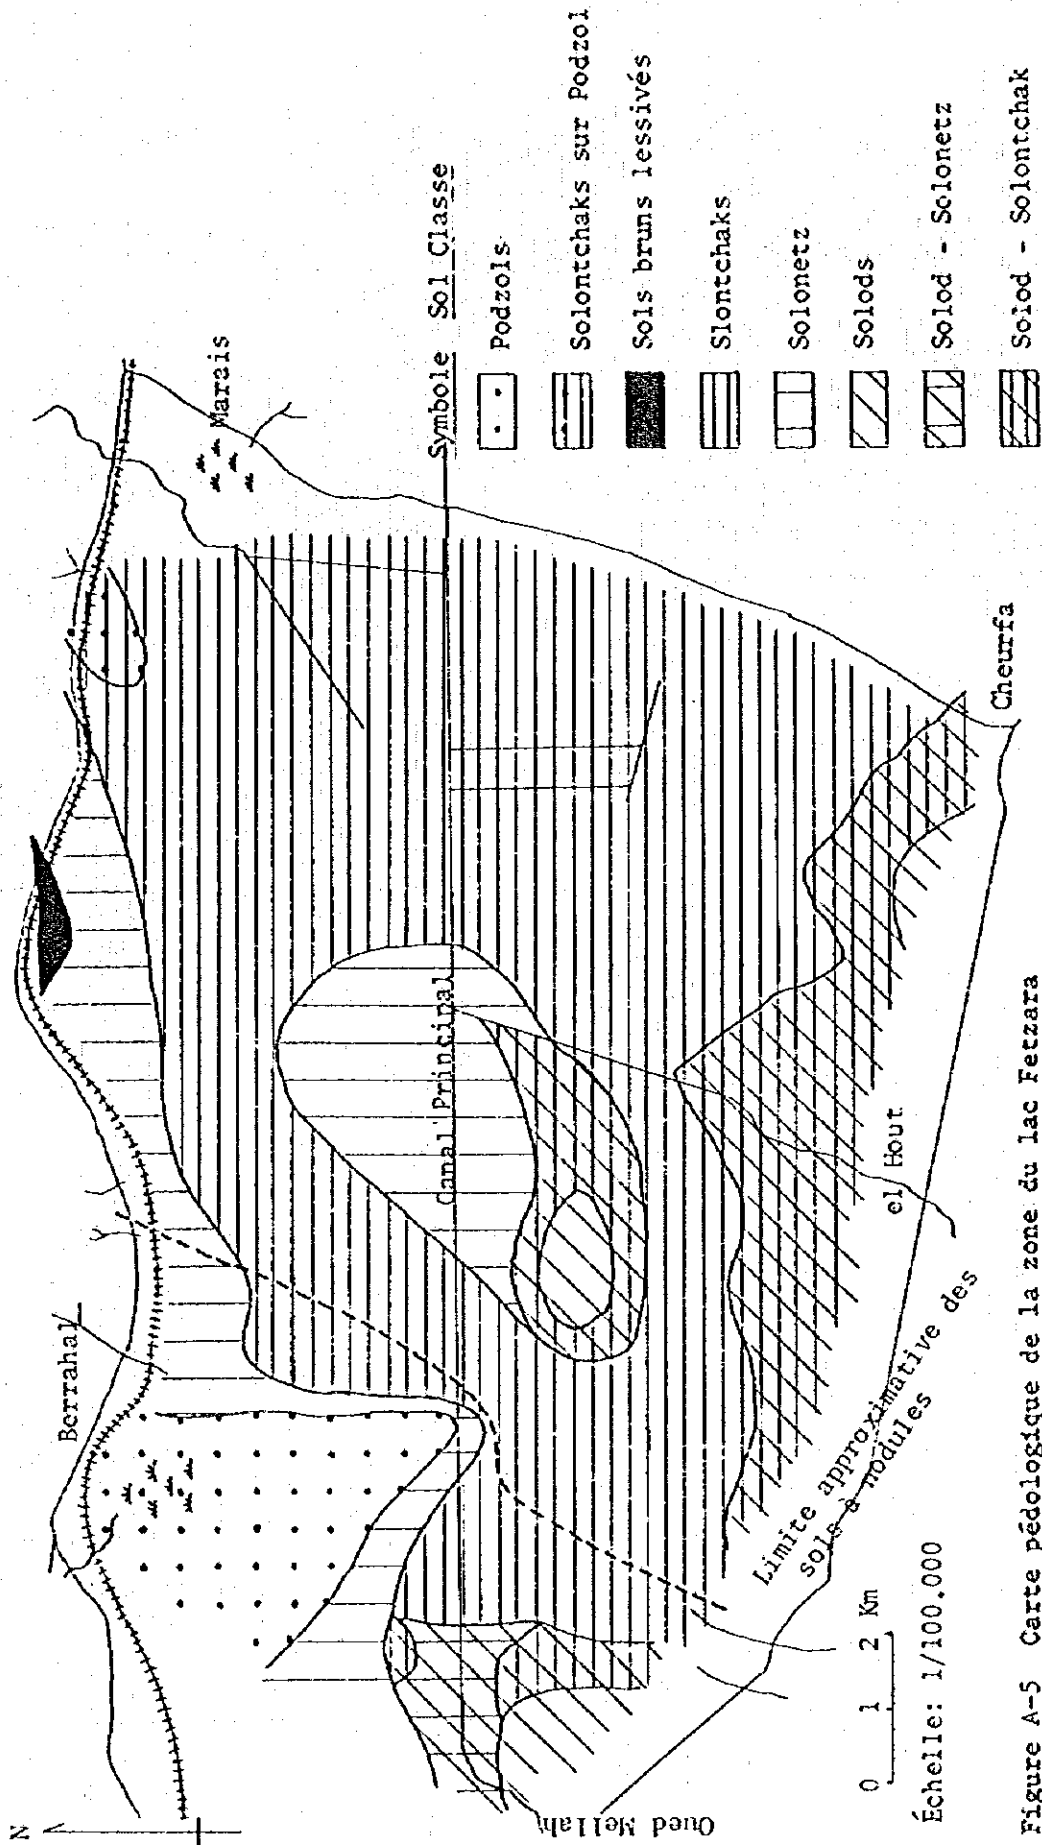 N
Berrahal
Marais
Canal Principal
Oued Mellah
el Hout
Cheurfa
Limite approximative des
sols à nodules
Symbole Sol Classe
Podzols
Solontchaks sur Podzol
Sols bruns lessivés
Slontchaks
Solonetz
Solods
Solod - Solonetz
Solod - Solontchak
0 1 2 Km
Échelle: 1/100.000
Figure A-5 Carte pédologique de la zone du lac Fetzara